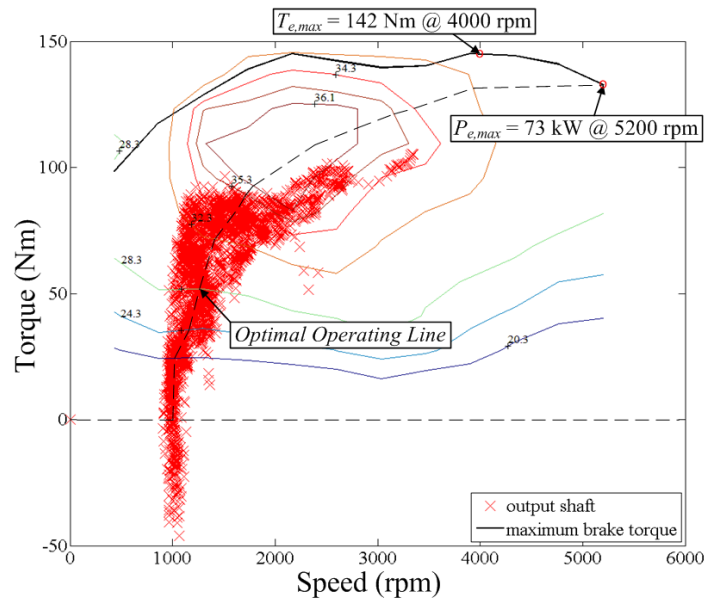 T_{e,max} = 142 Nm @ 4000 rpm
P_{e,max} = 73 kW @ 5200 rpm
150
100
50
0
-50
Torque (Nm)
28.3
34.3
36.1
35.3
32.3
28.3
24.3
20.3
Optimal Operating Line
output shaft
maximum brake torque
0
1000
2000
3000
4000
5000
6000
Speed (rpm)